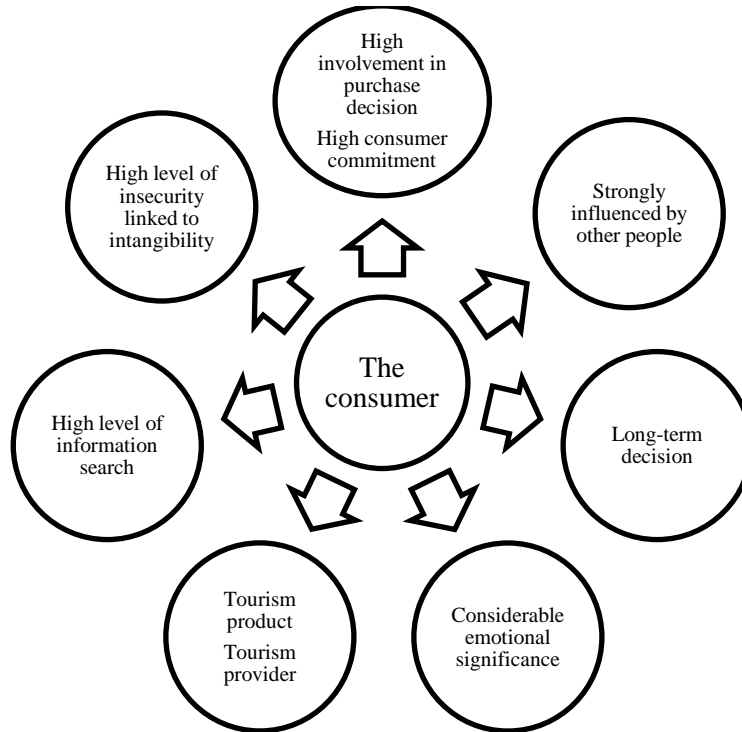 High
involvement in
purchase
decision
High consumer
commitment
Strongly
influenced by
other people
Long-term
decision
Considerable
emotional
significance
Tourism
product
Tourism
provider
High level of
information
search
High level of
insecurity
linked to
intangibility
The
consumer